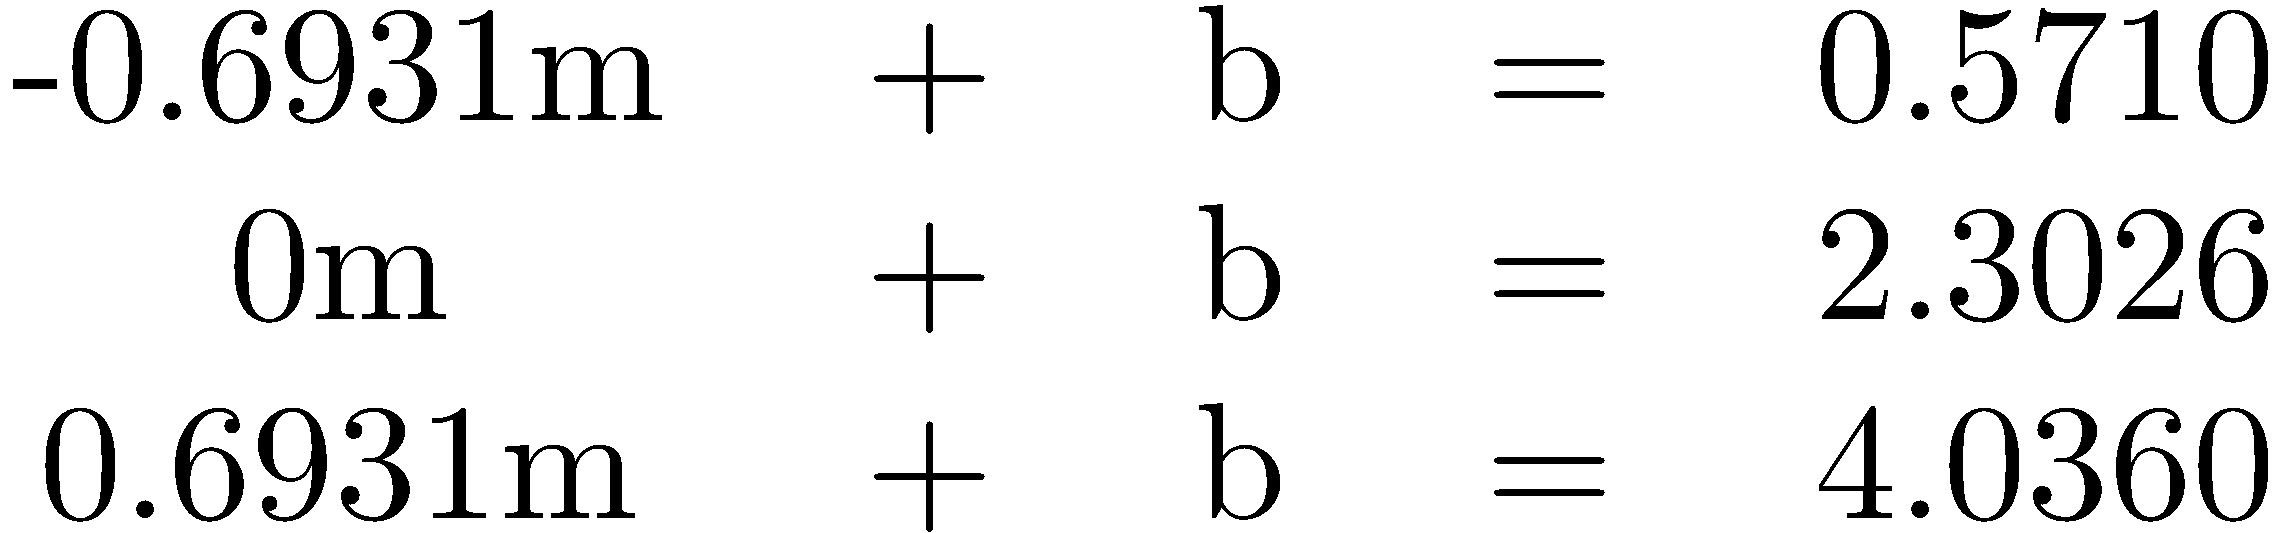 -0.6931m + b = 0.5710
0m + b = 2.3026
0.6931m + b = 4.0360